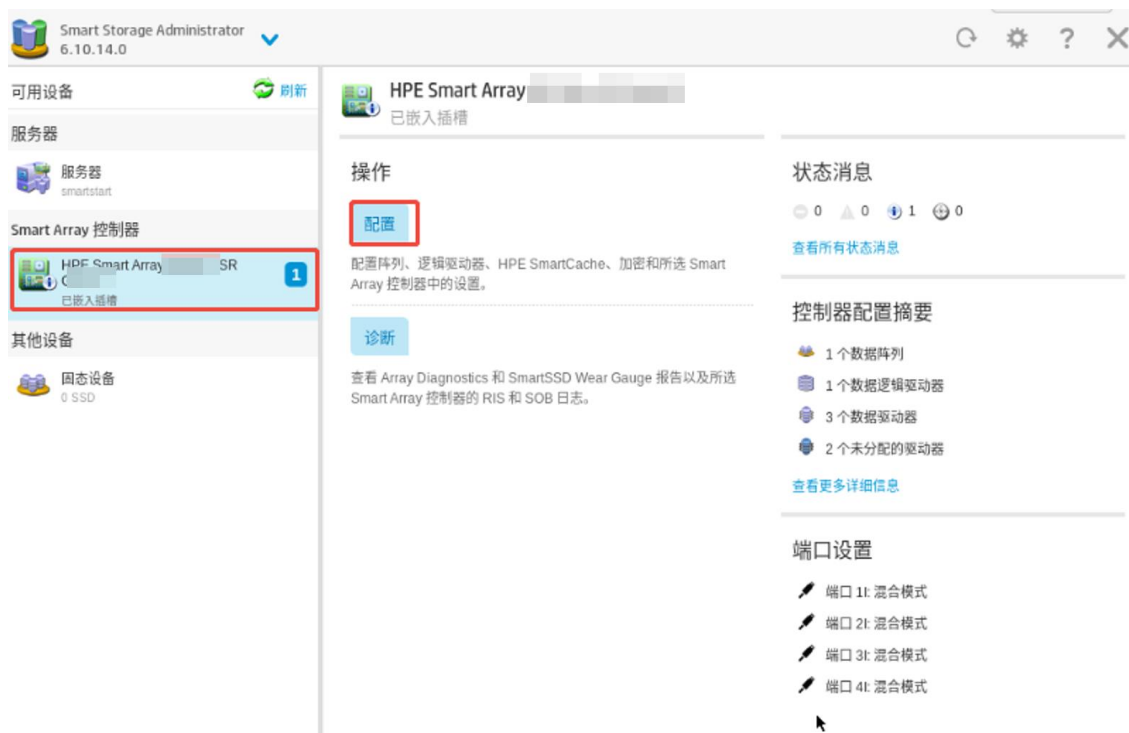 Smart Storage Administrator
6.10.14.0
可用设备
刷新
服务器
服务器
smartstart
Smart Array 控制器
HPE Smart Array SR
1
已嵌入插槽
其他设备
固态设备
0 SSD
HPE Smart Array
已嵌入插槽
操作
配置
配置阵列、逻辑驱动器、HPE SmartCache、加密和所选 Smart
Array 控制器中的设置。
诊断
查看 Array Diagnostics 和 SmartSSD Wear Gauge 报告以及所选
Smart Array 控制器的 RIS 和 SOB 日志。
状态消息
0 0 1 0
查看所有状态消息
控制器配置摘要
1 个数据阵列
1 个数据逻辑驱动器
3 个数据驱动器
2 个未分配的驱动器
查看更多详细信息
端口设置
端口 1I: 混合模式
端口 2I: 混合模式
端口 3I: 混合模式
端口 4I: 混合模式